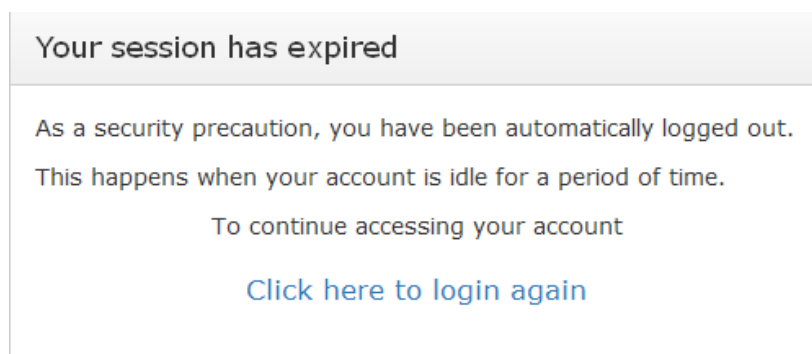 Your session has expired
As a security precaution, you have been automatically logged out.
This happens when your account is idle for a period of time.
To continue accessing your account
Click here to login again